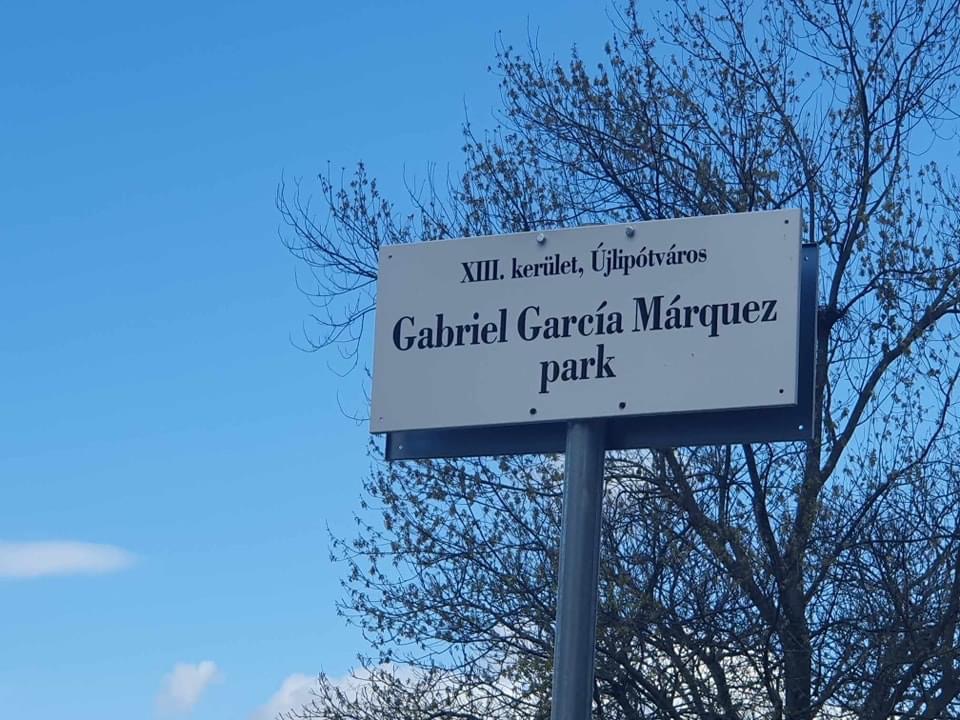 XIII. kerület, Újlipótváros
Gabriel García Márquez
park